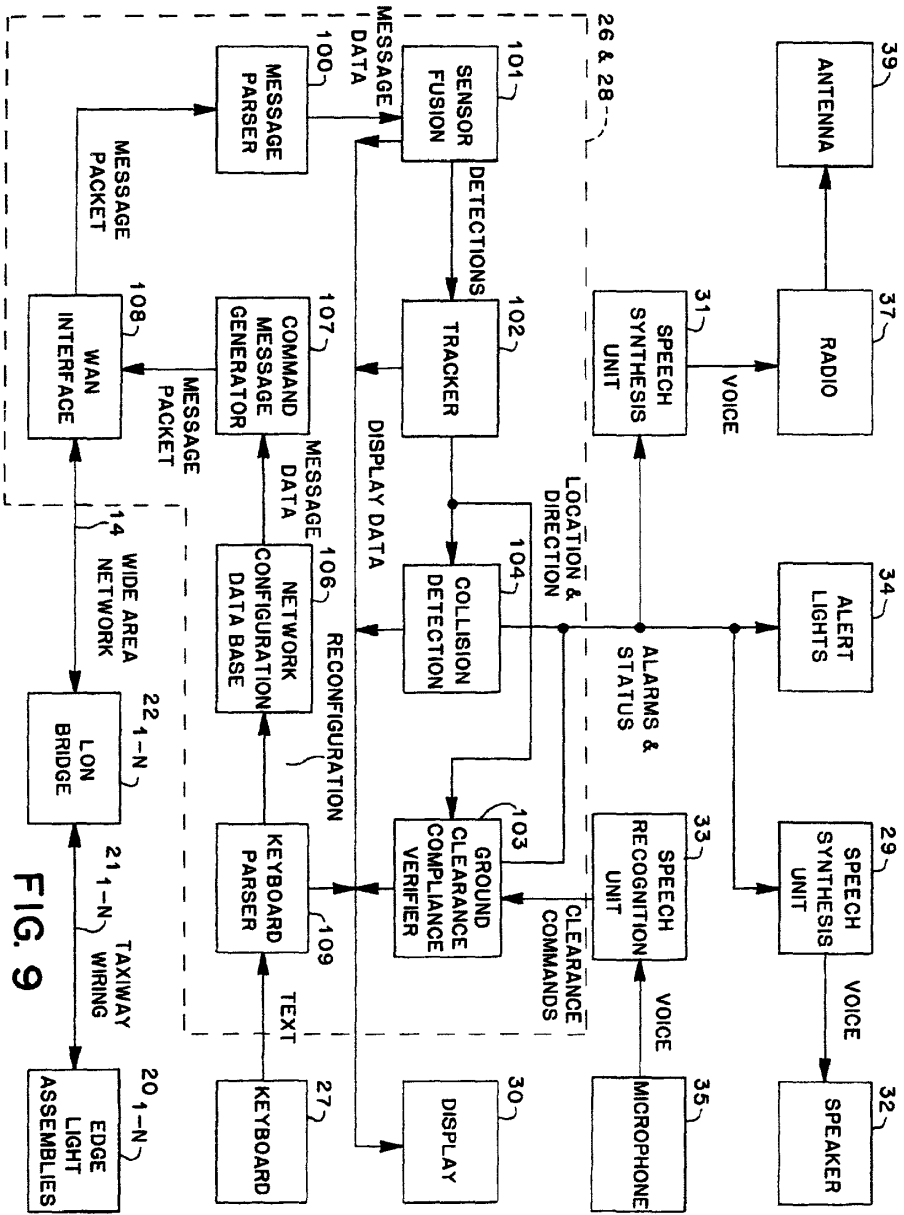 39
ANTENNA
37
RADIO
VOICE
31
SPEECH
SYNTHESIS
UNIT
34
ALERT
LIGHTS
ALARMS &
STATUS
29
SPEECH
SYNTHESIS
UNIT
VOICE
32
SPEAKER
33
SPEECH
RECOGNITION
UNIT
VOICE
35
MICROPHONE
CLEARANCE
COMMANDS
26 & 28
LOCATION &
DIRECTION
101
SENSOR
FUSION
DETECTIONS
102
TRACKER
104
COLLISION
DETECTION
103
GROUND
CLEARANCE
COMPLIANCE
VERIFIER
MESSAGE
DATA
DISPLAY DATA
30
DISPLAY
100
MESSAGE
PARSER
107
COMMAND
MESSAGE
GENERATOR
MESSAGE
DATA
106
NETWORK
CONFIGURATION
DATA BASE
RECONFIGURATION
KEYBOARD
PARSER
109
TEXT
KEYBOARD
27
MESSAGE
PACKET
MESSAGE
PACKET
108
WAN
INTERFACE
14
WIDE AREA
NETWORK
22 1-N
LON
BRIDGE
21 1-N
TAXIWAY
WIRING
20 1-N
EDGE
LIGHT
ASSEMBLIES
FIG. 9